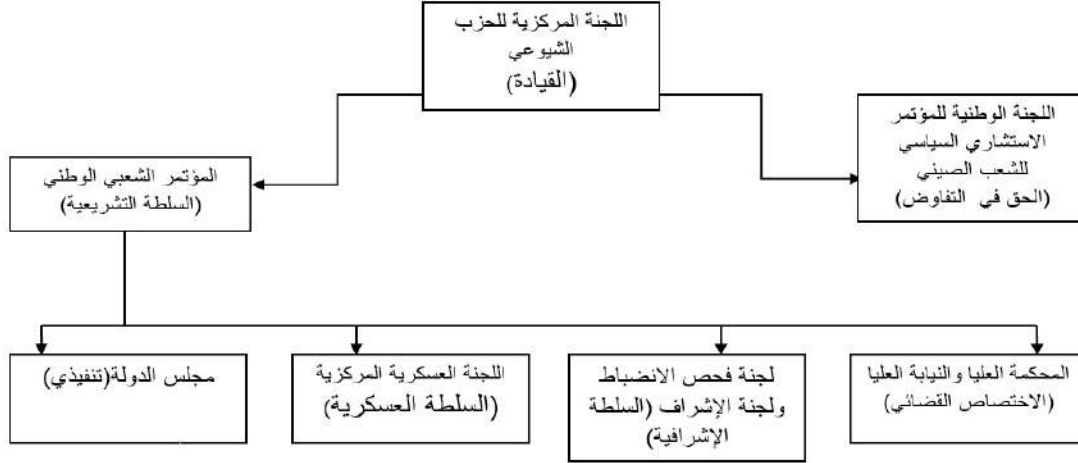 اللجنة المركزية للحزب
الشيوعي
(القيادة)
اللجنة الوطنية للمؤتمر
الاستشاري السياسي
للشعب الصيني
(الحق في التفاوض)
المؤتمر الشعبي الوطني
(السلطة التشريعية)
المحكمة العليا والنيابة العليا
(الاختصاص القضائي)
لجنة فحص الانضباط
ولجنة الإشراف (السلطة
الإشرافية)
اللجنة العسكرية المركزية
(السلطة العسكرية)
مجلس الدولة(تنفيذي)